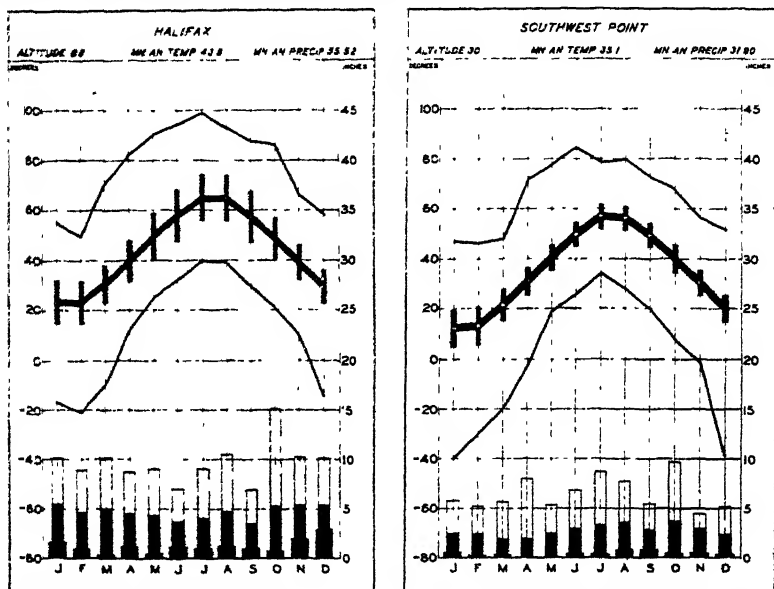 HALIFAX
ALTITUDE 88 MN AN TEMP 43.8 MN AN PRECIP 55.52
DEGREES INCHES
100 45
80 40
60 35
40 30
20 25
0 20
-20 15
-40 10
-60 5
-80 0
J F M A M J J A S O N D
SOUTHWEST POINT
ALTITUDE 30 MN AN TEMP 35.1 MN AN PRECIP 31.90
DEGREES INCHES
100 45
80 40
60 35
40 30
20 25
0 20
-20 15
-40 10
-60 5
-80 0
J F M A M J J A S O N D